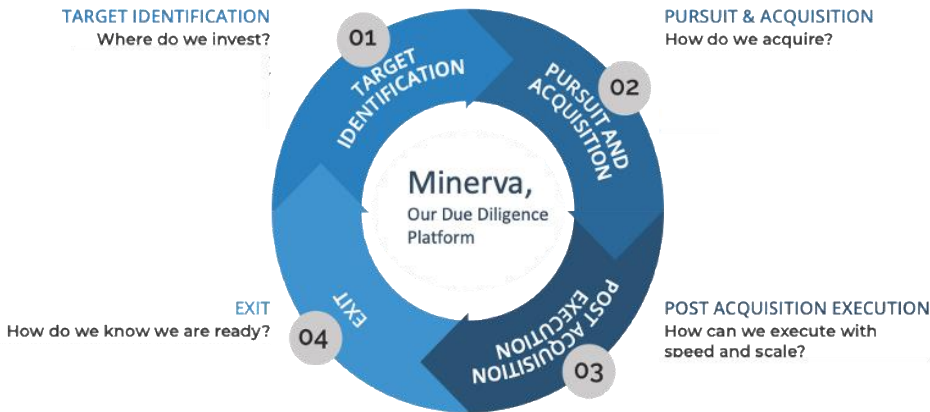 TARGET IDENTIFICATION
Where do we invest?
PURSUIT & ACQUISITION
How do we acquire?
01
TARGET
IDENTIFICATION
02
PURSUIT AND
ACQUISITION
Minerva,
Our Due Diligence
Platform
EXIT
How do we know we are ready?
04
EXIT
POST ACQUISITION
EXECUTION
03
POST ACQUISITION EXECUTION
How can we execute with
speed and scale?